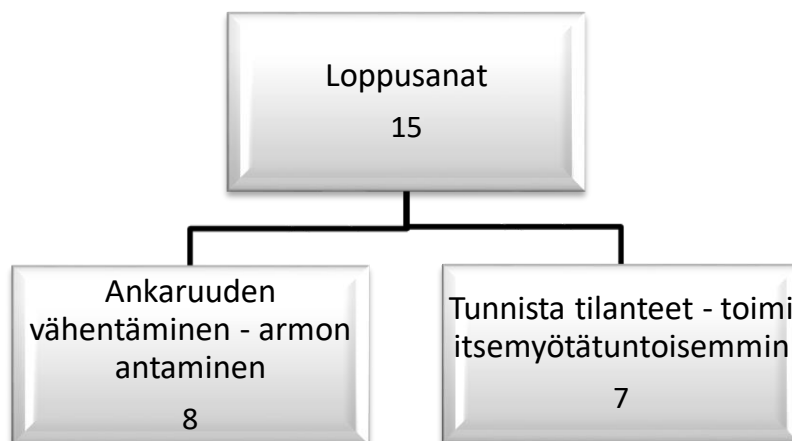 Loppusanat
15
Ankaruuden
vähentäminen - armon
antaminen
8
Tunnista tilanteet - toimi
itsemyötätuntoisemmin
7